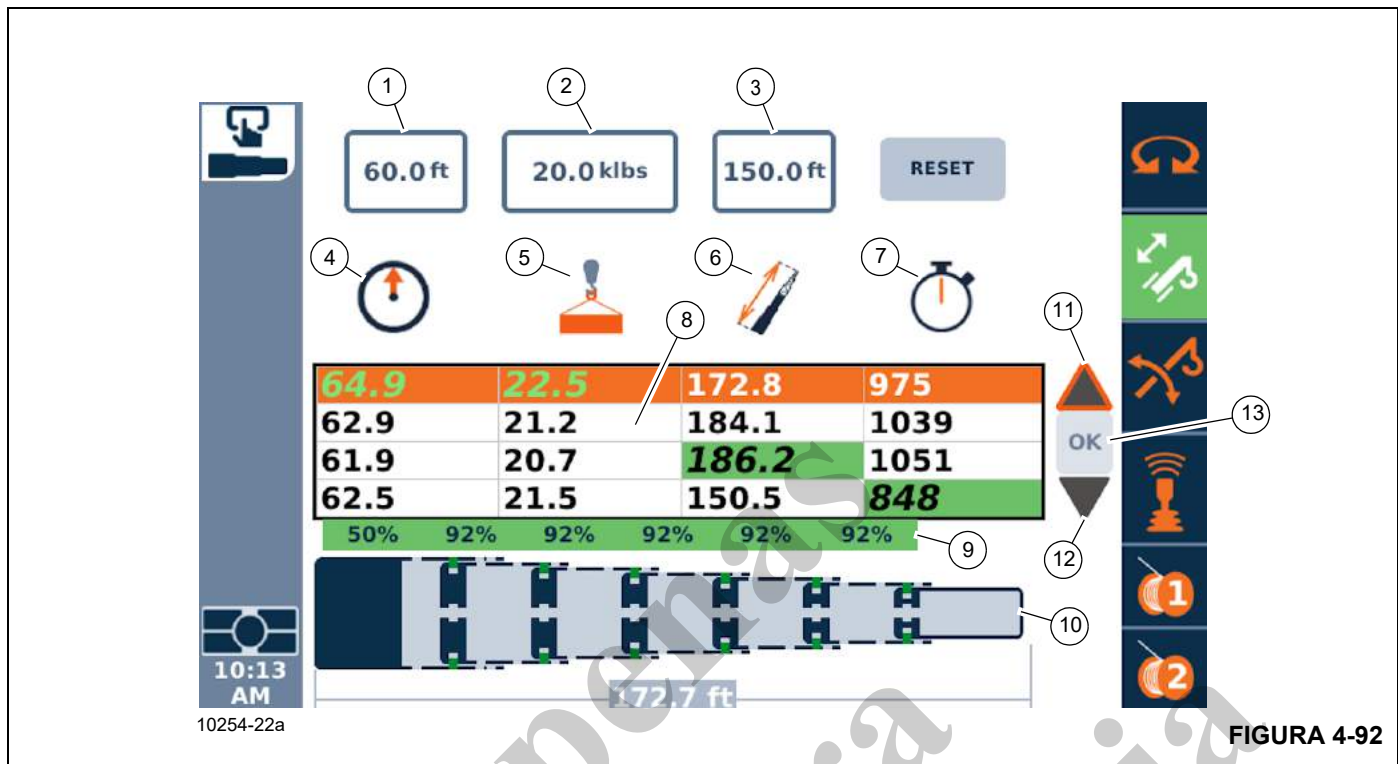 1 2 3
60.0 ft 20.0 klbs 150.0 ft RESET
4 5 6 7
8 11
64.9 22.5 172.8 975
62.9 21.2 184.1 1039
61.9 20.7 186.2 1051
62.5 21.5 150.5 848
OK 13
50% 92% 92% 92% 92% 92%
9 12
10
1
2
10:13
AM
172.7 ft
10254-22a
FIGURA 4-92
penas